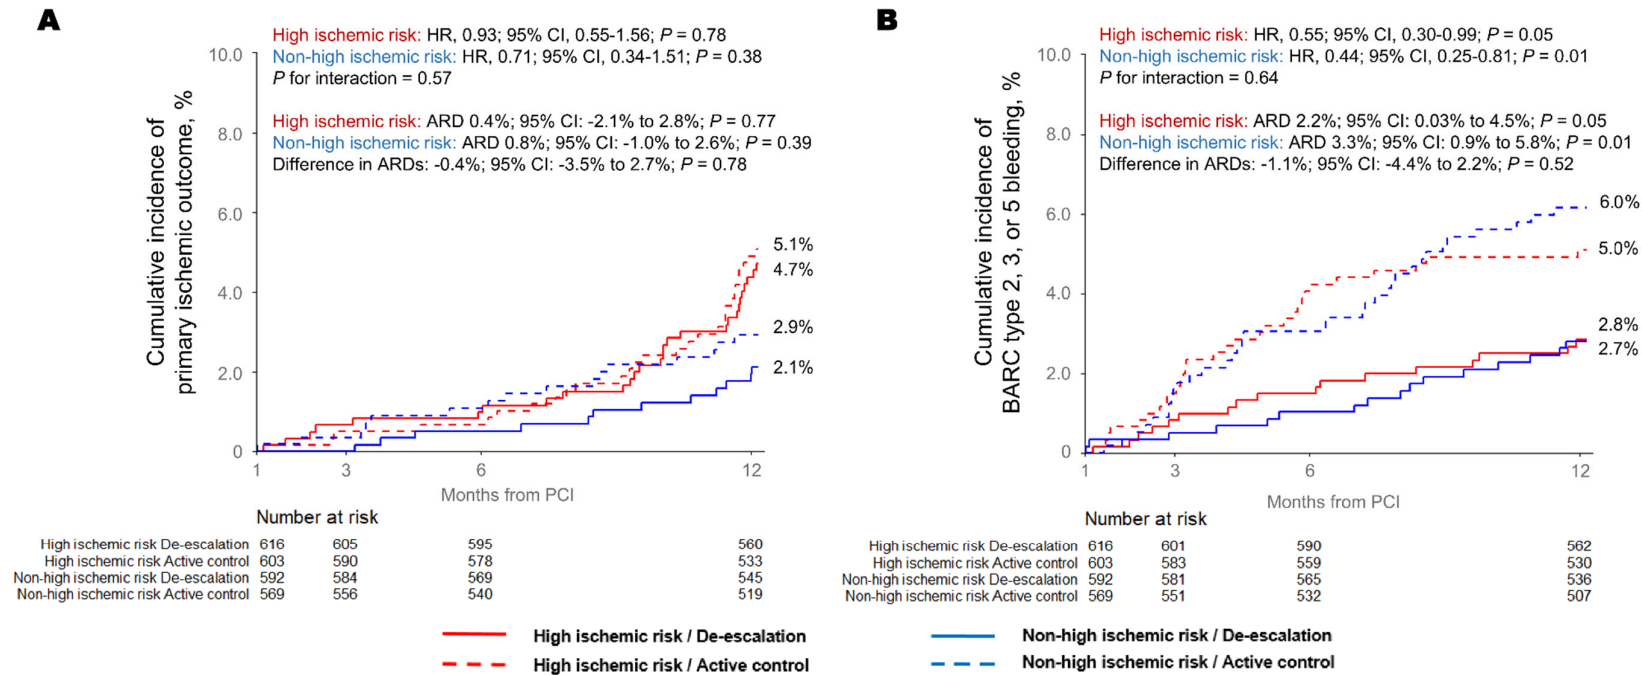 A
High ischemic risk: HR, 0.93; 95% CI, 0.55-1.56; P = 0.78
Non-high ischemic risk: HR, 0.71; 95% CI, 0.34-1.51; P = 0.38
P for interaction = 0.57
High ischemic risk: ARD 0.4%; 95% CI: -2.1% to 2.8%; P = 0.77
Non-high ischemic risk: ARD 0.8%; 95% CI: -1.0% to 2.6%; P = 0.39
Difference in ARDs: -0.4%; 95% CI: -3.5% to 2.7%; P = 0.78
Cumulative incidence of
primary ischemic outcome, %
10.0
8.0
6.0
4.0
2.0
0
5.1%
4.7%
2.9%
2.1%
1 3 6 12
Months from PCI
Number at risk
High ischemic risk De-escalation 616 605 595 560
High ischemic risk Active control 603 590 578 533
Non-high ischemic risk De-escalation 592 584 569 545
Non-high ischemic risk Active control 569 556 540 519
B
High ischemic risk: HR, 0.55; 95% CI, 0.30-0.99; P = 0.05
Non-high ischemic risk: HR, 0.44; 95% CI, 0.25-0.81; P = 0.01
P for interaction = 0.64
High ischemic risk: ARD 2.2%; 95% CI: 0.03% to 4.5%; P = 0.05
Non-high ischemic risk: ARD 3.3%; 95% CI: 0.9% to 5.8%; P = 0.01
Difference in ARDs: -1.1%; 95% CI: -4.4% to 2.2%; P = 0.52
Cumulative incidence of
BARC type 2, 3, or 5 bleeding, %
10.0
8.0
6.0
4.0
2.0
0
6.0%
5.0%
2.8%
2.7%
1 3 6 12
Months from PCI
Number at risk
High ischemic risk De-escalation 616 601 590 562
High ischemic risk Active control 603 583 559 530
Non-high ischemic risk De-escalation 592 581 565 536
Non-high ischemic risk Active control 569 551 532 507
High ischemic risk / De-escalation
High ischemic risk / Active control
Non-high ischemic risk / De-escalation
Non-high ischemic risk / Active control